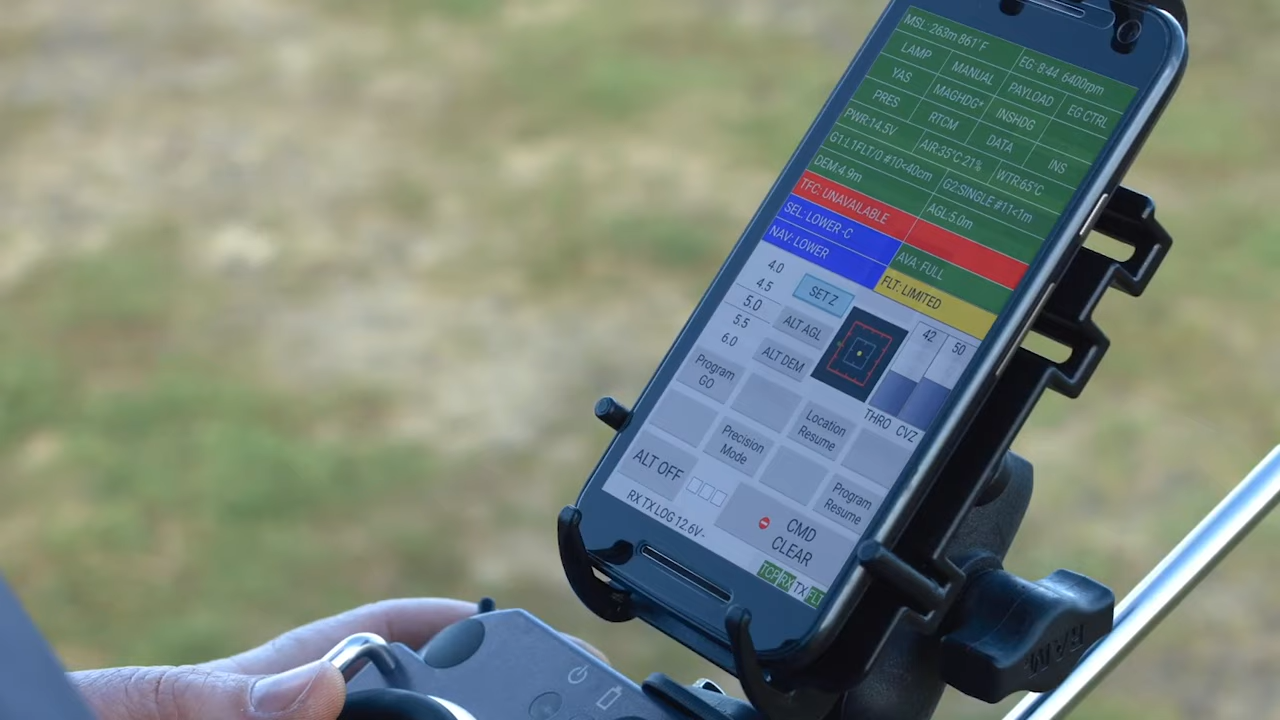 MSL: 263m 861'F EG: 8:44 6400rpm
LAMP MANUAL PAYLOAD EG CTRL
YAS MAGHDG* INSHDG
PRES RTCM DATA INS
PWR:14.5V AIR:35°C 21% WTR:65°C
G1:L1FLT/0 #10<40cm G2:SINGLE #11<1m
DEM:4.9m AGL:5.0m
TFC: UNAVAILABLE
SEL: LOWER -C AVA: FULL
NAV: LOWER FLT: LIMITED
4.0
4.5 SET Z
5.0 ALT AGL 42 50
5.5
6.0 ALT DEM
THRO CVZ
Program GO
Location Resume
Precision Mode
ALT OFF
Program Resume
CMD CLEAR
RX TX LOG 12.6V-
TCP RX TX FLT
RAM